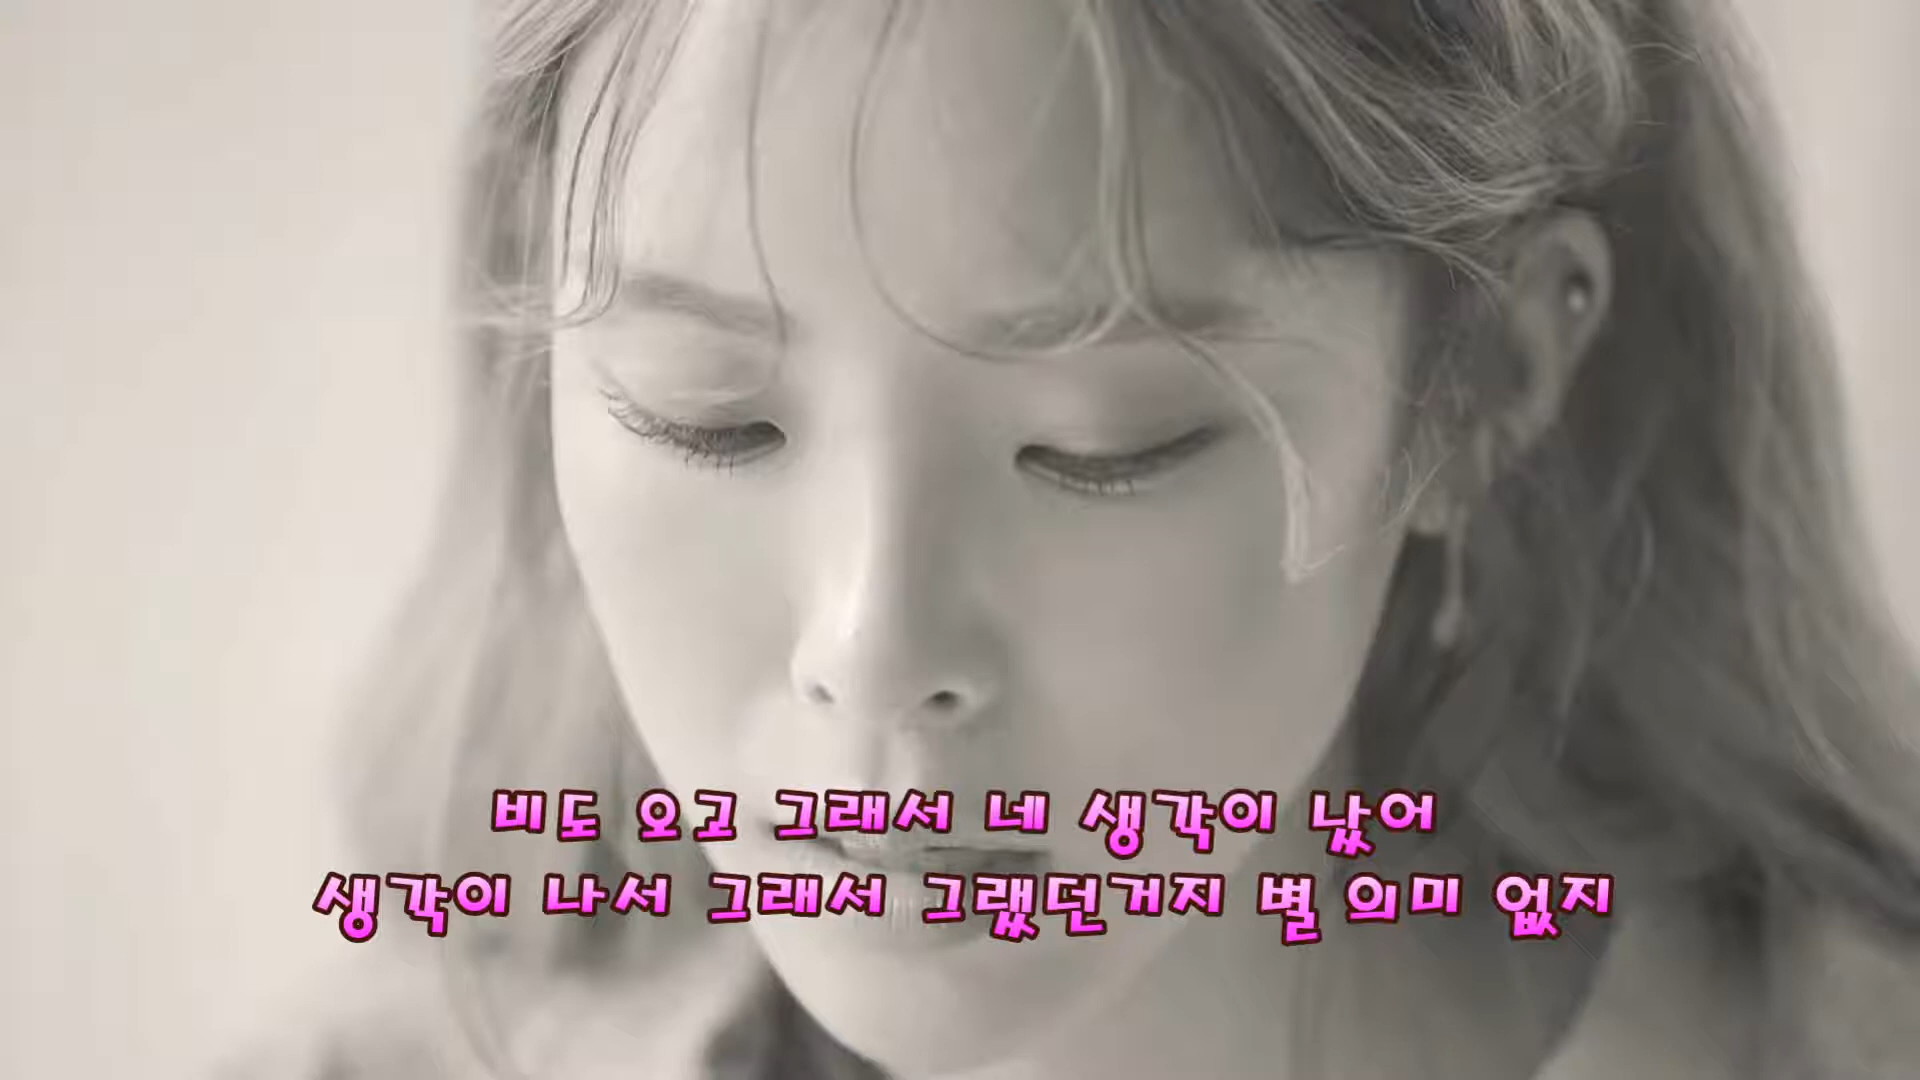 비도 오고 그래서 네 생각이 났어
생각이 나서 그래서 그랬던거지 별 의미 없지